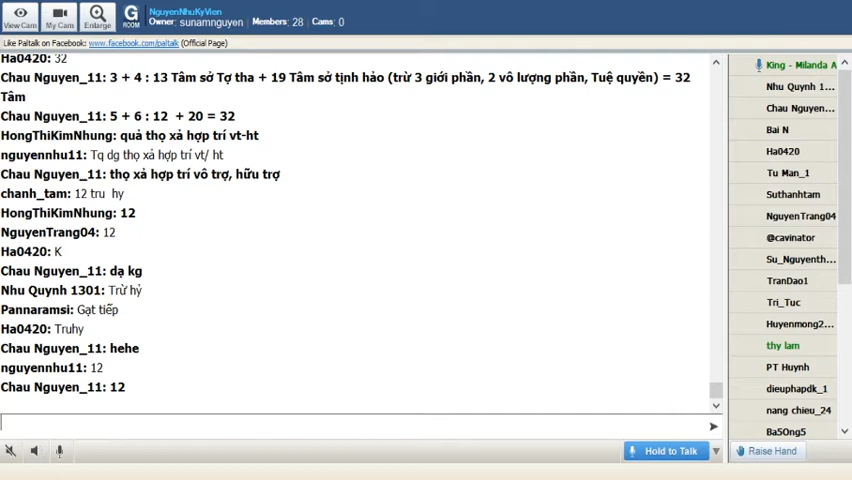 View Cam
My Cam
Enlarge
G
ROOM
NguyenNhuKyVien
Owner: sunamnguyen Members: 28 Cams: 0
Like Paltalk on Facebook: www.facebook.com/paltalk (Official Page)
Ha0420: 32
Chau Nguyen_11: 3 + 4 : 13 Tâm sở Tợ tha + 19 Tâm sở tịnh hảo (trừ 3 giới phần, 2 vô lượng phần, Tuệ quyền) = 32
Tâm
Chau Nguyen_11: 5 + 6 : 12 + 20 = 32
HongThiKimNhung: quả thọ xả hợp trí vt-ht
nguyennhu11: Tq dg thọ xả hợp trí vt/ ht
Chau Nguyen_11: thọ xả hợp trí vô trợ, hữu trợ
chanh_tam: 12 tru hy
HongThiKimNhung: 12
NguyenTrang04: 12
Ha0420: K
Chau Nguyen_11: dạ kg
Nhu Quynh 1301: Trừ hỷ
Pannaramsi: Gạt tiếp
Ha0420: Truhy
Chau Nguyen_11: hehe
nguyennhu11: 12
Chau Nguyen_11: 12
Hold to Talk
King - Milanda A
Nhu Quynh 1...
Chau Nguyen...
Bai N
Ha0420
Tu Man_1
Suthanhtam
NguyenTrang04
@cavinator
Su_Nguyenth...
TranDao1
Tri_Tuc
Huyenmong2...
thy lam
PT Huynh
dieuphapdk_1
nang chieu_24
Ba5Ong5
Raise Hand